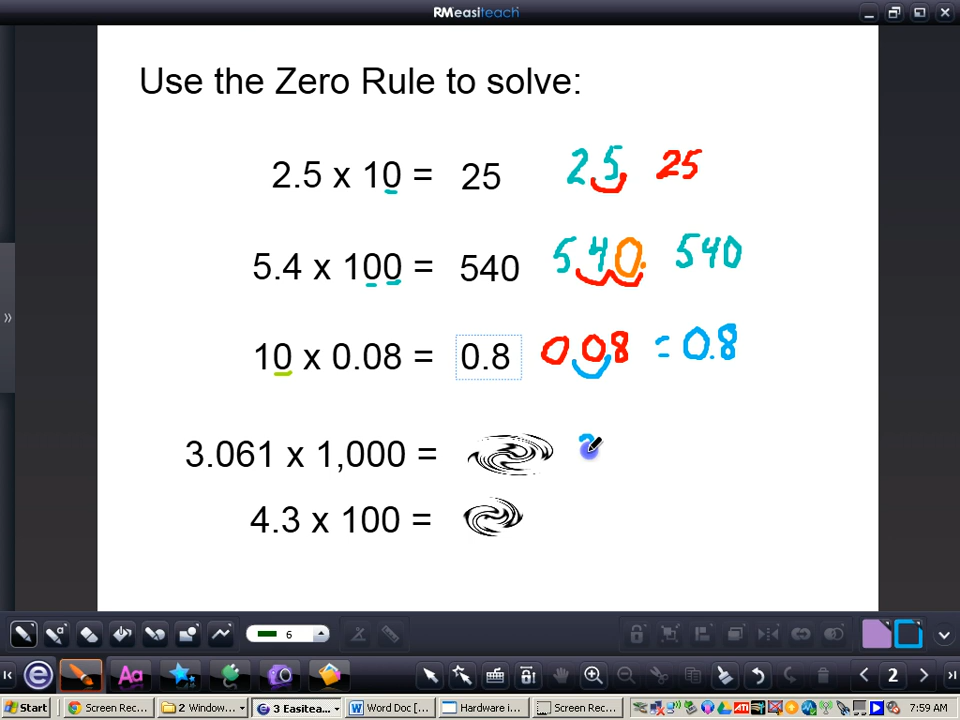 RMeasiteach
Use the Zero Rule to solve:
2.5 x 10 = 25 2 5 25
5.4 x 100 = 540 5 4 0. 540
10 x 0.08 = 0.8 0 08 = 0.8
3.061 x 1,000 =
4.3 x 100 =
6
Aa 2
Start Screen Rec... 2 Window... 3 Easitea... Word Doc [... Hardware i... Screen Rec... ATI 7:59 AM